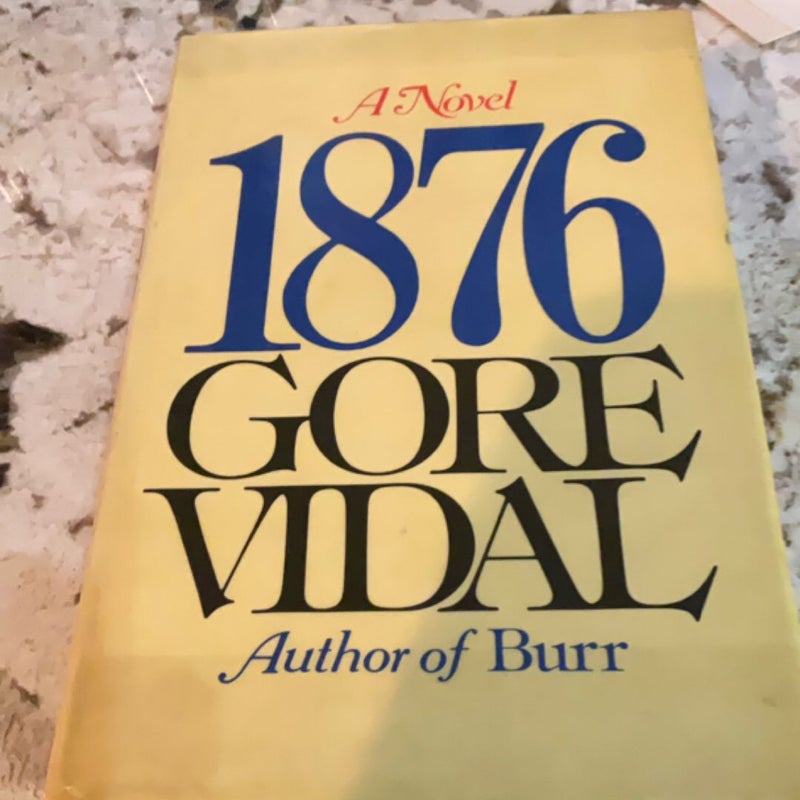 A Novel
1876
GORE
VIDAL
Author of Burr